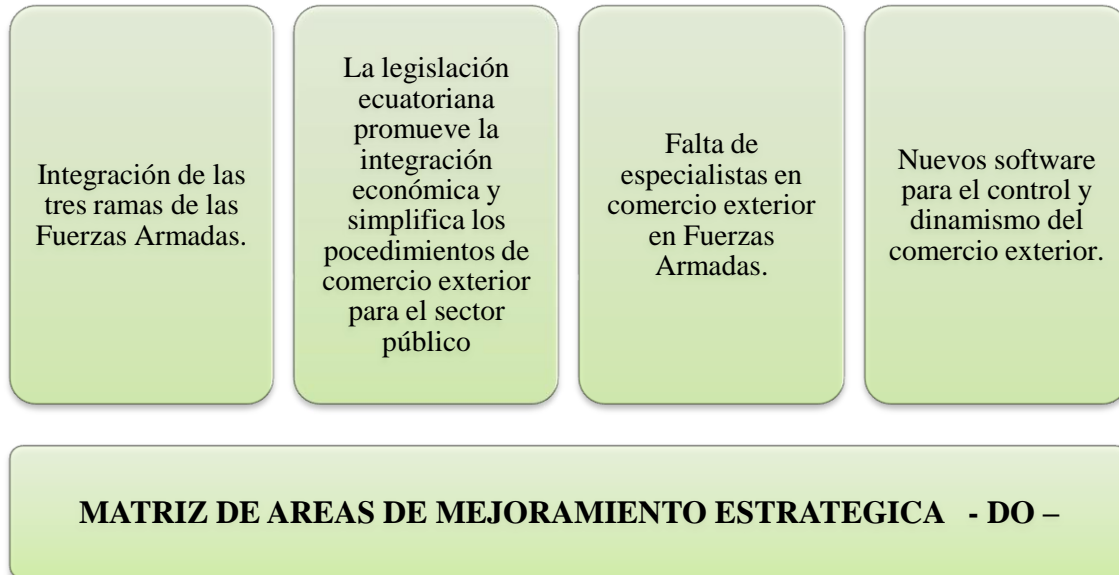 Integración de las
tres ramas de las
Fuerzas Armadas.
La legislación
ecuatoriana
promueve la
integración
económica y
simplifica los
pocedimientos de
comercio exterior
para el sector
público
Falta de
especialistas en
comercio exterior
en Fuerzas
Armadas.
Nuevos software
para el control y
dinamismo del
comercio exterior.
MATRIZ DE AREAS DE MEJORAMIENTO ESTRATEGICA - DO –